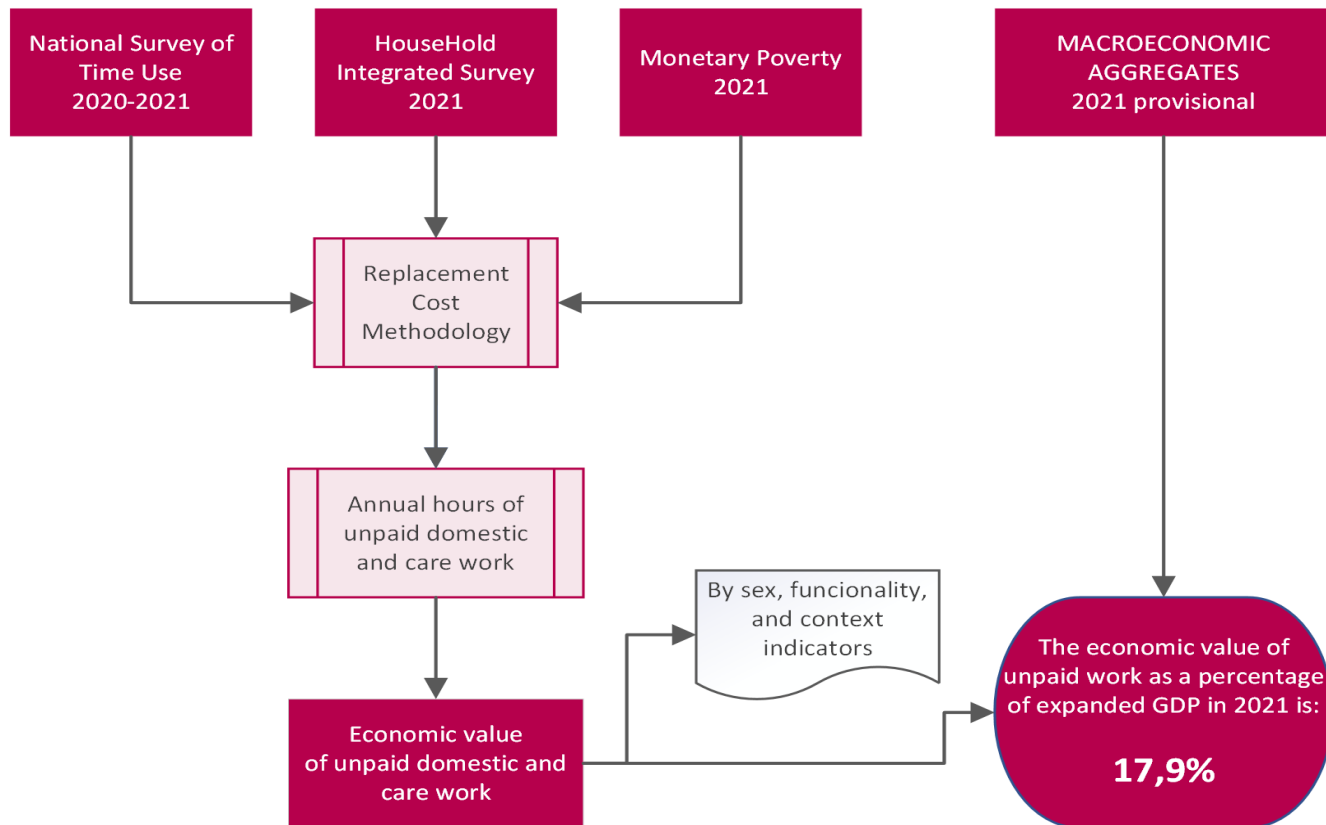 National Survey of
Time Use
2020-2021
HouseHold
Integrated Survey
2021
Monetary Poverty
2021
MACROECONOMIC
AGGREGATES
2021 provisional
Replacement
Cost
Methodology
Annual hours of
unpaid domestic
and care work
By sex, funcionality,
and context
indicators
Economic value
of unpaid domestic and
care work
The economic value of
unpaid work as a percentage
of expanded GDP in 2021 is:
17,9%